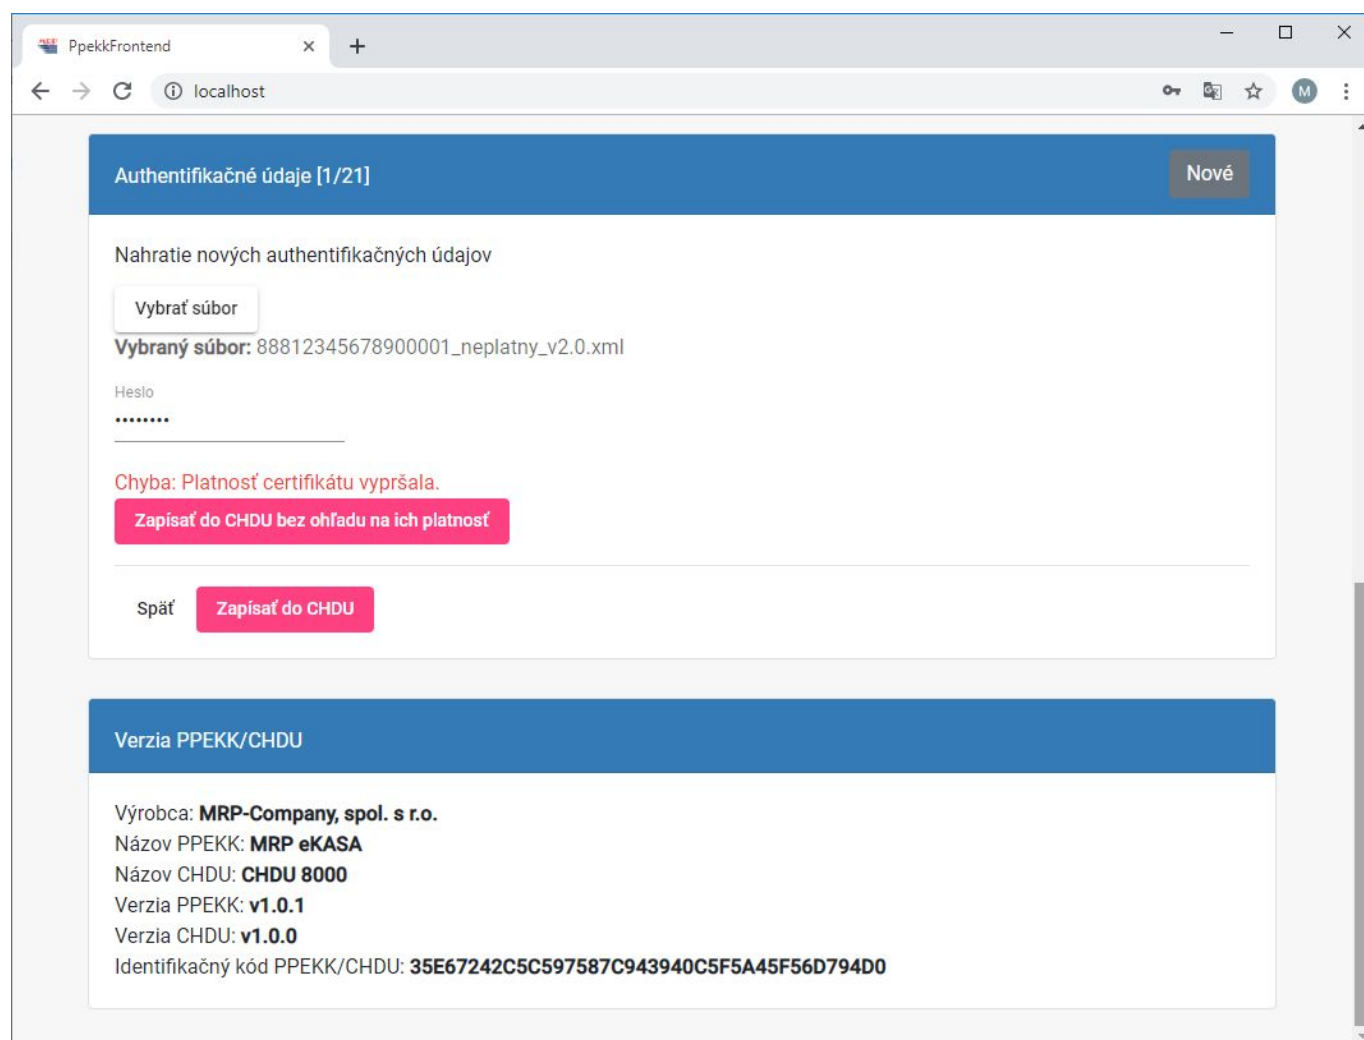 PpekkFrontend
localhost
M
Authentifikačné údaje [1/21]
Nové
Nahratie nových authentifikačných údajov
Vybrať súbor
Vybraný súbor: 88812345678900001_neplatny_v2.0.xml
Heslo
••••••••
Chyba: Platnosť certifikátu vypršala.
Zapísať do CHDU bez ohľadu na ich platnosť
Späť
Zapísať do CHDU
Verzia PPEKK/CHDU
Výrobca: MRP-Company, spol. s r.o.
Názov PPEKK: MRP eKASA
Názov CHDU: CHDU 8000
Verzia PPEKK: v1.0.1
Verzia CHDU: v1.0.0
Identifikačný kód PPEKK/CHDU: 35E67242C5C597587C943940C5F5A45F56D794D0